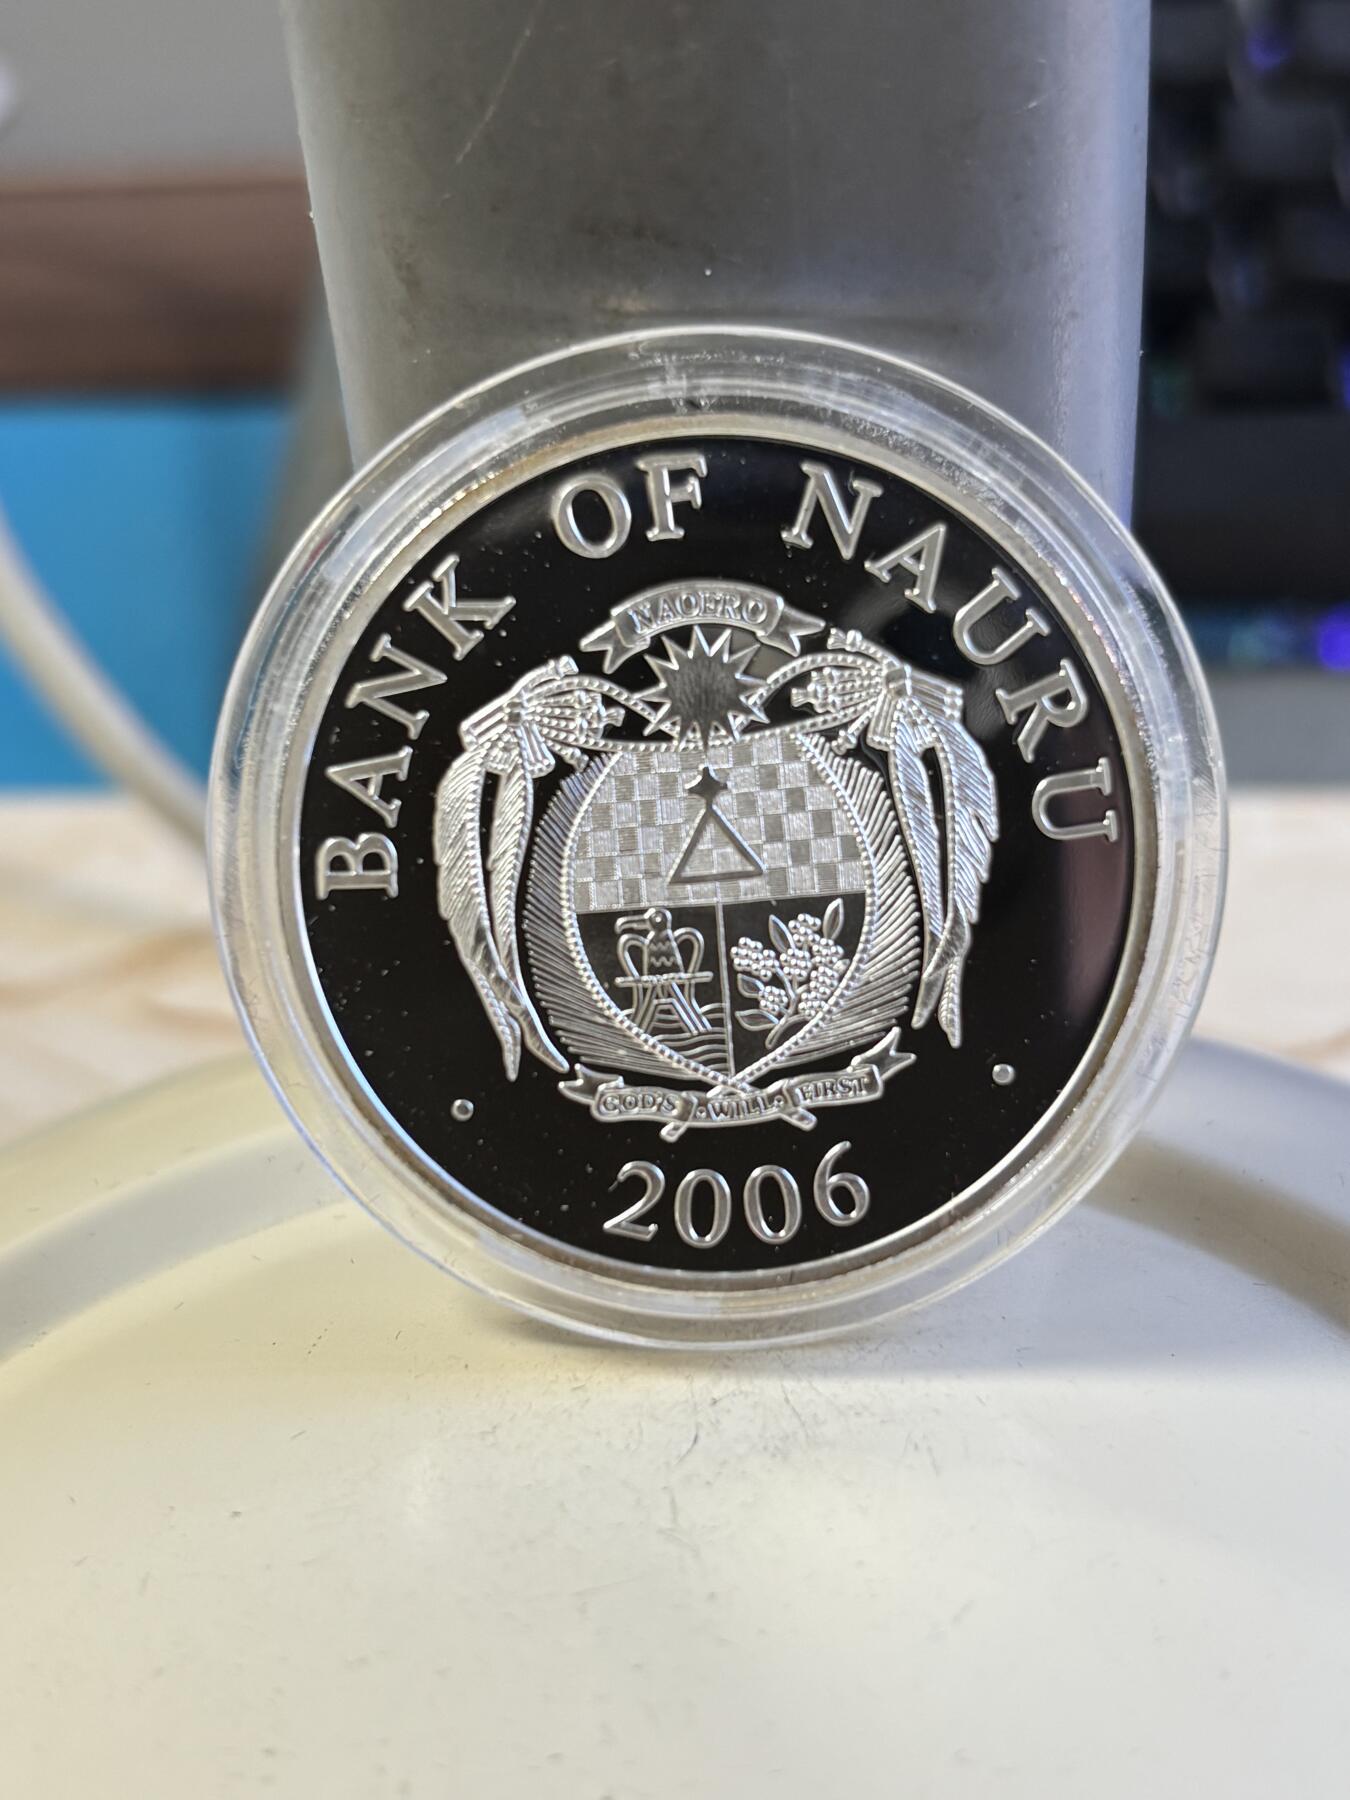 BANK OF NAURU
NAOERO
GOD'S • WILL • FIRST
2006